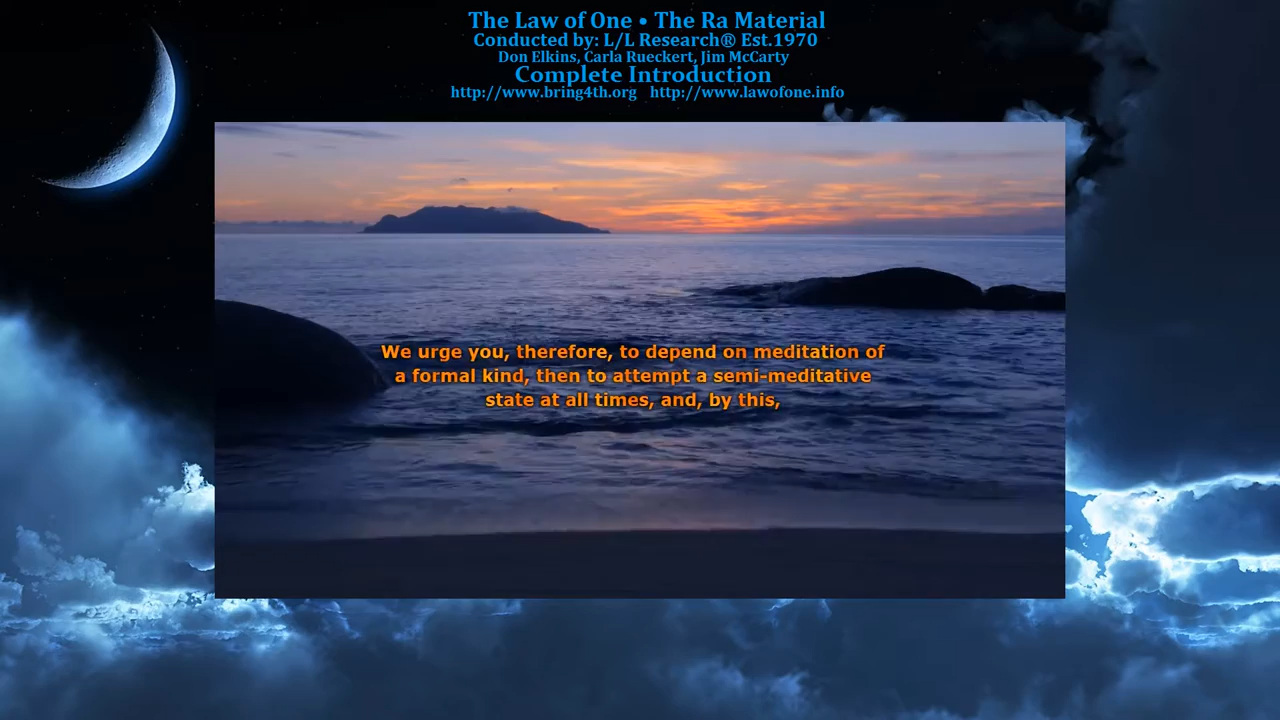 The Law of One • The Ra Material
Conducted by: L/L Research® Est.1970
Don Elkins, Carla Rueckert, Jim McCarty
Complete Introduction
http://www.bring4th.org http://www.lawofone.info
We urge you, therefore, to depend on meditation of
a formal kind, then to attempt a semi-meditative
state at all times, and, by this,